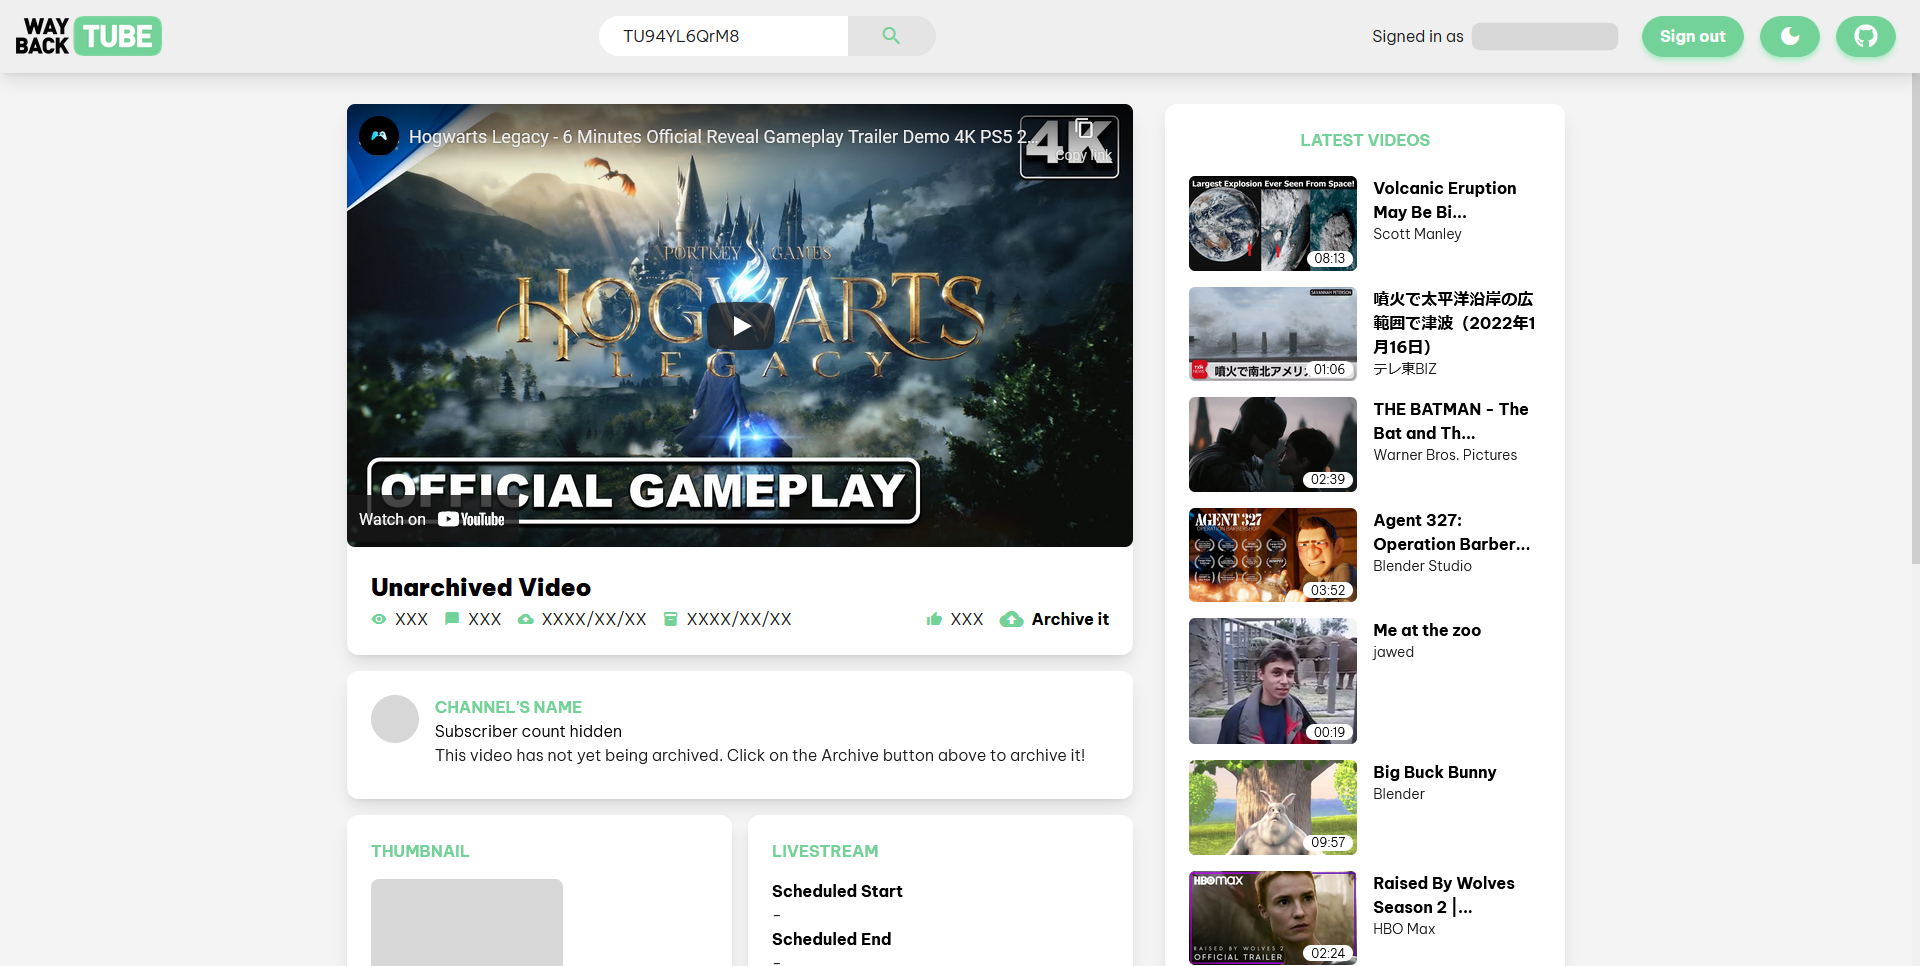 WAY
BACK
TUBE
TU94YL6QrM8
Signed in as
Sign out
Hogwarts Legacy - 6 Minutes Official Reveal Gameplay Trailer Demo 4K PS5 2...
4K
Copy link
PORTKEY GAMES
HOGWARTS
LEGACY
OFFICIAL GAMEPLAY
Watch on YouTube
Unarchived Video
XXX XXX XXXX/XX/XX XXXX/XX/XX XXX Archive it
CHANNEL'S NAME
Subscriber count hidden
This video has not yet being archived. Click on the Archive button above to archive it!
THUMBNAIL
LIVESTREAM
Scheduled Start
-
Scheduled End
-
LATEST VIDEOS
Largest Explosion Ever Seen From Space!
08:13
Volcanic Eruption
May Be Bi...
Scott Manley
SAVANNAH PETERSON
噴火で南北アメリ
01:06
噴火で太平洋沿岸の広
範囲で津波（2022年1
月16日）
テレ東BIZ
02:39
THE BATMAN - The
Bat and Th...
Warner Bros. Pictures
AGENT 327
OPERATION BARBERSHOP
03:52
Agent 327:
Operation Barber...
Blender Studio
00:19
Me at the zoo
jawed
09:57
Big Buck Bunny
Blender
HBOMAX
RAISED BY WOLVES 2
OFFICIAL TRAILER
02:24
Raised By Wolves
Season 2 |...
HBO Max